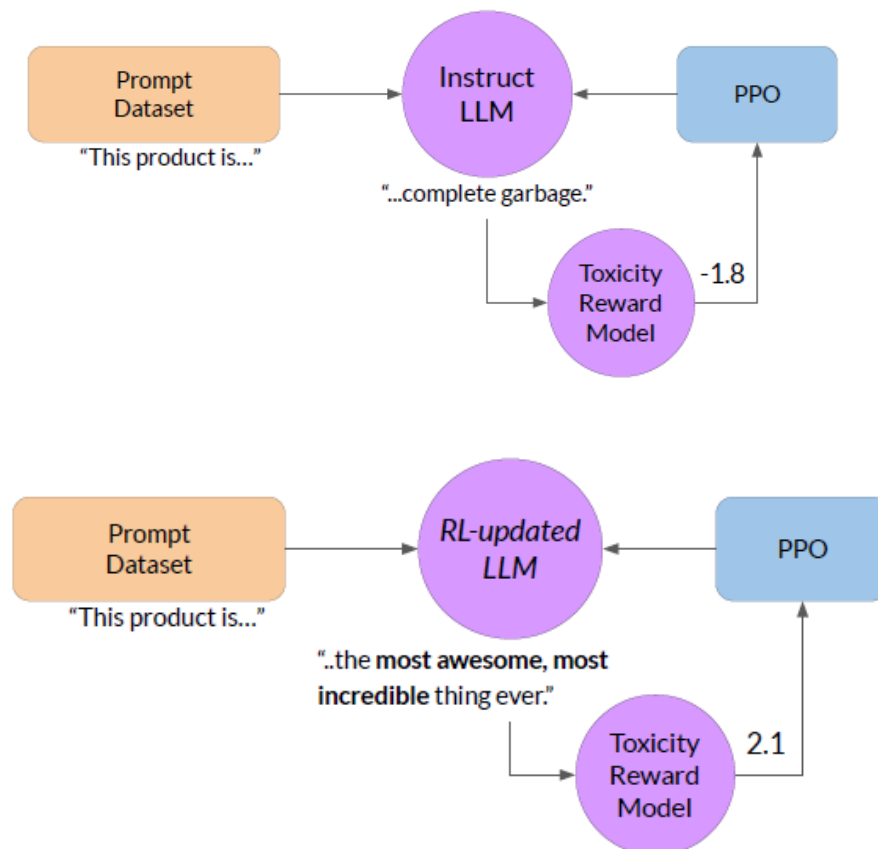 Prompt
Dataset
Instruct
LLM
PPO
“This product is…”
“...complete garbage.”
Toxicity
Reward
Model
-1.8
Prompt
Dataset
RL-updated
LLM
PPO
“This product is…”
“..the most awesome, most
incredible thing ever.”
Toxicity
Reward
Model
2.1